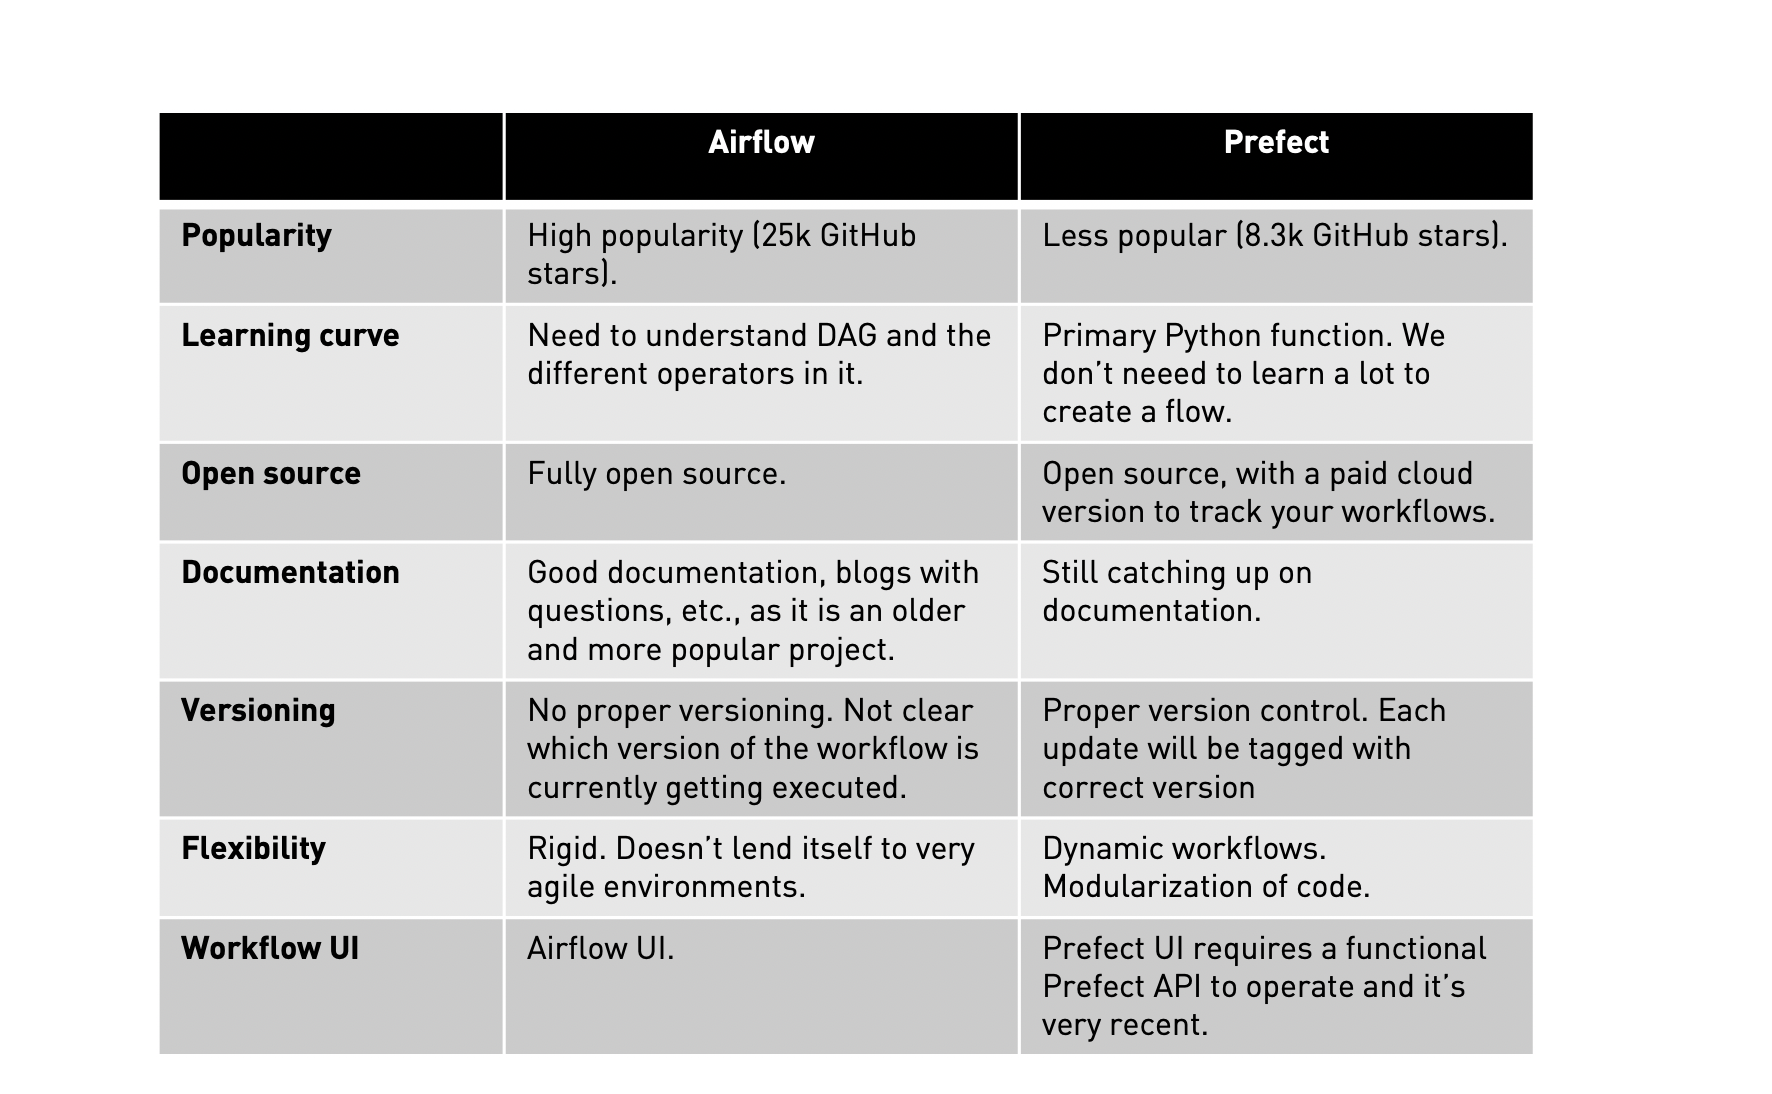 Airflow
Prefect
Popularity
High popularity (25k GitHub
stars).
Less popular (8.3k GitHub stars).
Learning curve
Need to understand DAG and the
different operators in it.
Primary Python function. We
don’t neeed to learn a lot to
create a flow.
Open source
Fully open source.
Open source, with a paid cloud
version to track your workflows.
Documentation
Good documentation, blogs with
questions, etc., as it is an older
and more popular project.
Still catching up on
documentation.
Versioning
No proper versioning. Not clear
which version of the workflow is
currently getting executed.
Proper version control. Each
update will be tagged with
correct version
Flexibility
Rigid. Doesn’t lend itself to very
agile environments.
Dynamic workflows.
Modularization of code.
Workflow UI
Airflow UI.
Prefect UI requires a functional
Prefect API to operate and it’s
very recent.